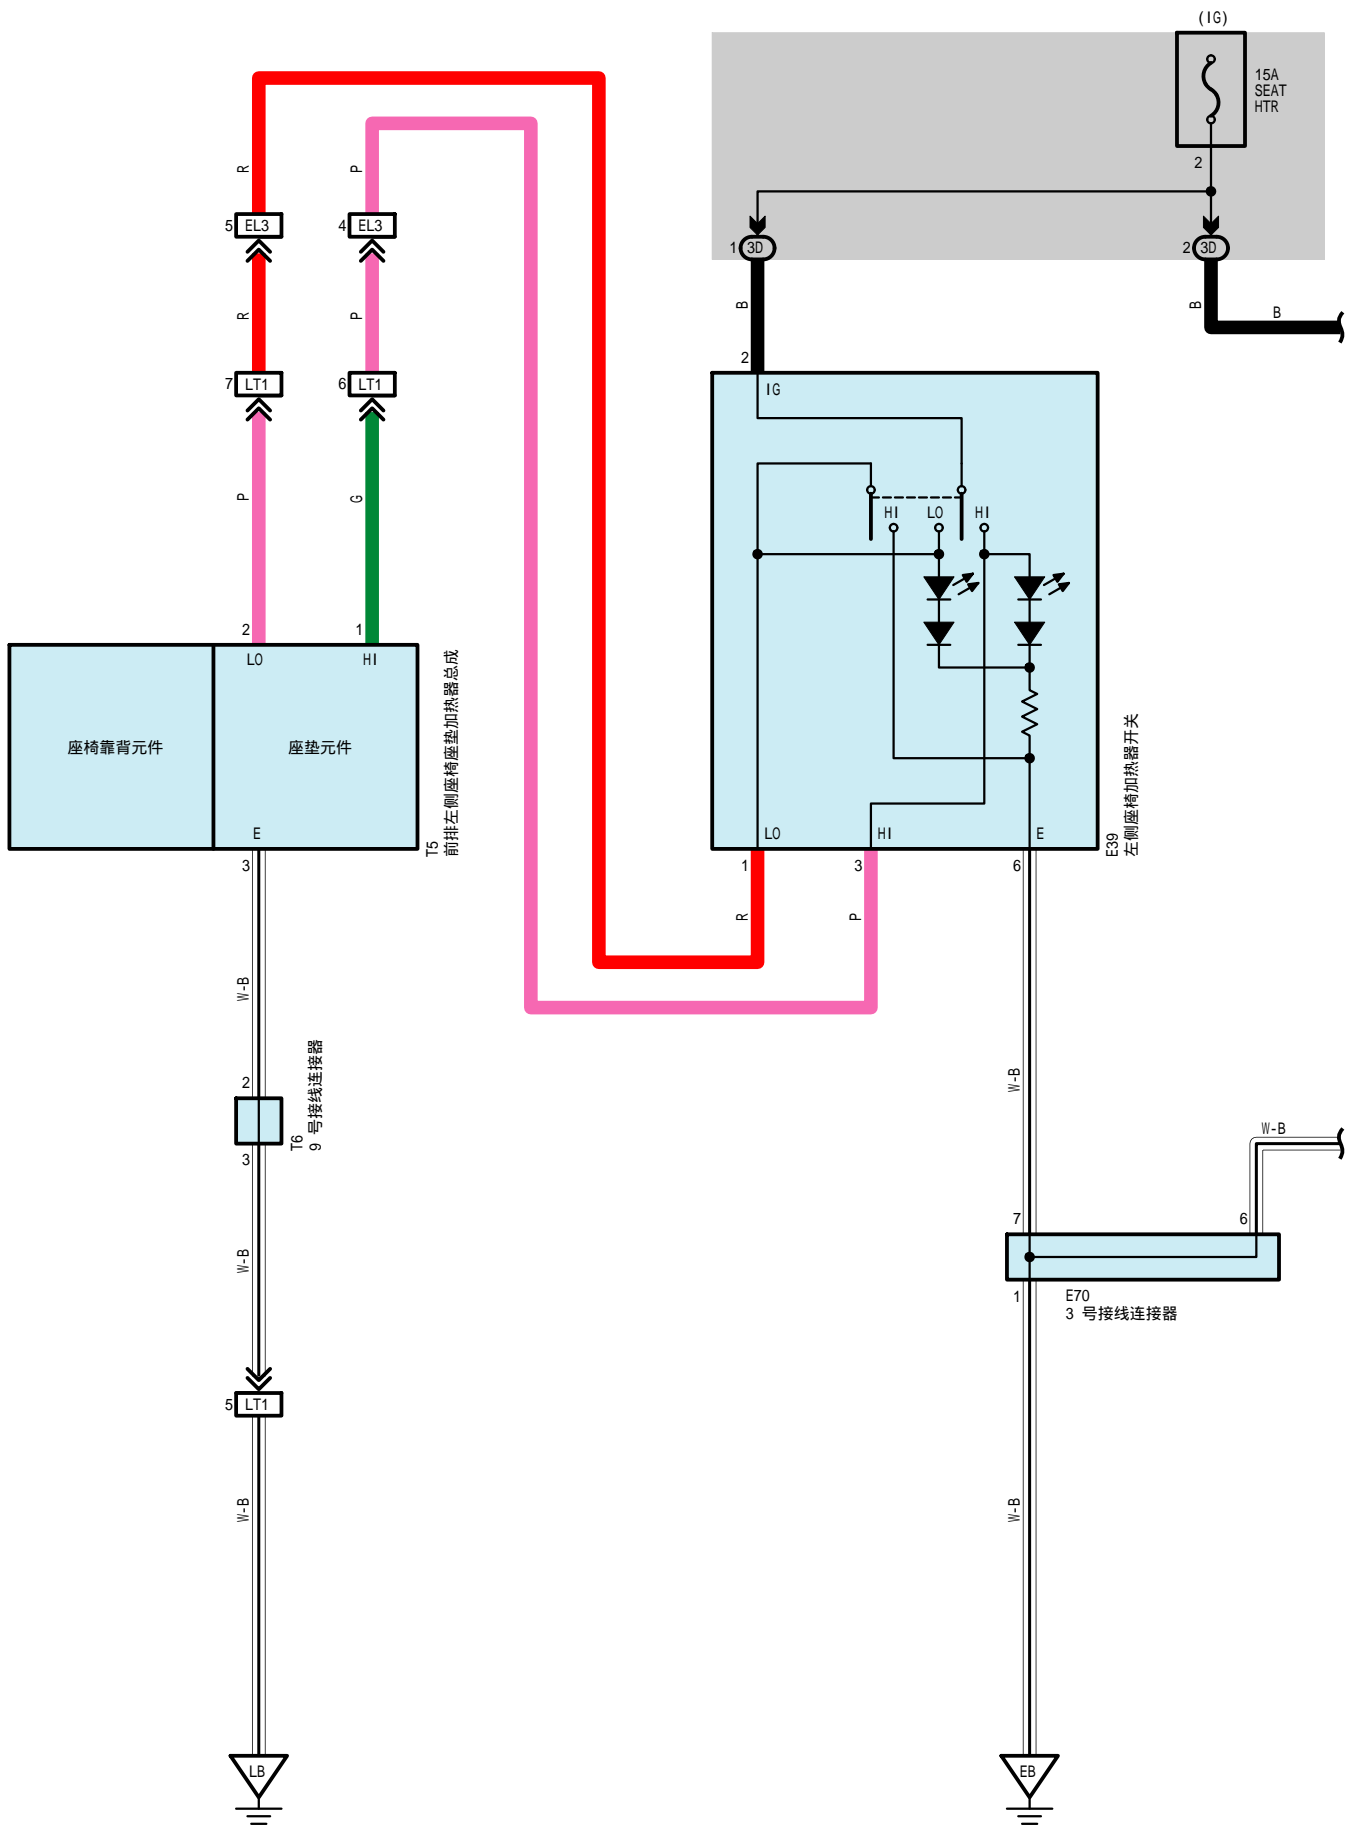 (IG)
15A
SEAT
HTR
2
R
P
5 EL3
4 EL3
1 3D
2 3D
R
P
B
B
B
7 LT1
6 LT1
2
IG
P
G
HI
LO
HI
2
1
LO
HI
座椅靠背元件
座垫元件
E
3
T5
前排左侧座椅座垫加热器总成
LO
HI
E
1
3
6
E39
左侧座椅加热器开关
R
P
W-B
2
T6
9 号接线连接器
3
W-B
W-B
W-B
7
6
1
E70
3 号接线连接器
5 LT1
W-B
W-B
LB
EB